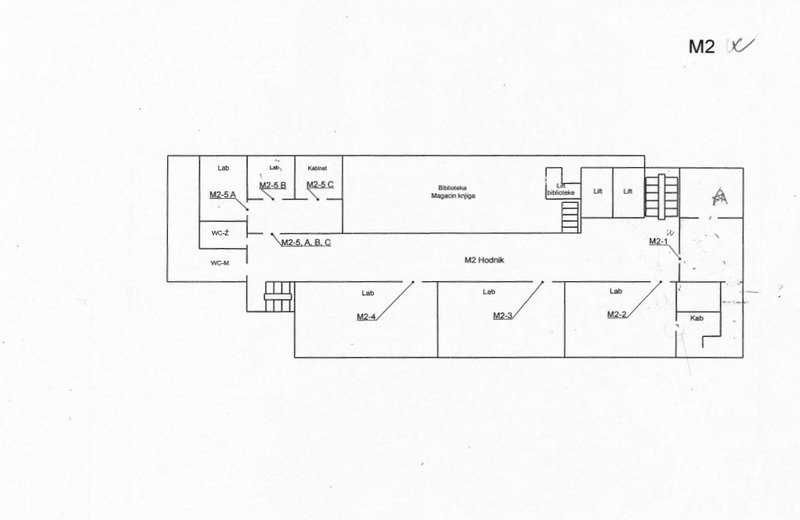 M2
Lab
Lab
Kabinet
M2-5 A
M2-5 B
M2-5 C
Biblioteka
Magacin knjiga
Lift
biblioteke
Lift
Lift
A
WC-Ž
M2-5, A, B, C
M2-1
WC-M
M2 Hodnik
Lab
Lab
Lab
M2-4
M2-3
M2-2
Kab